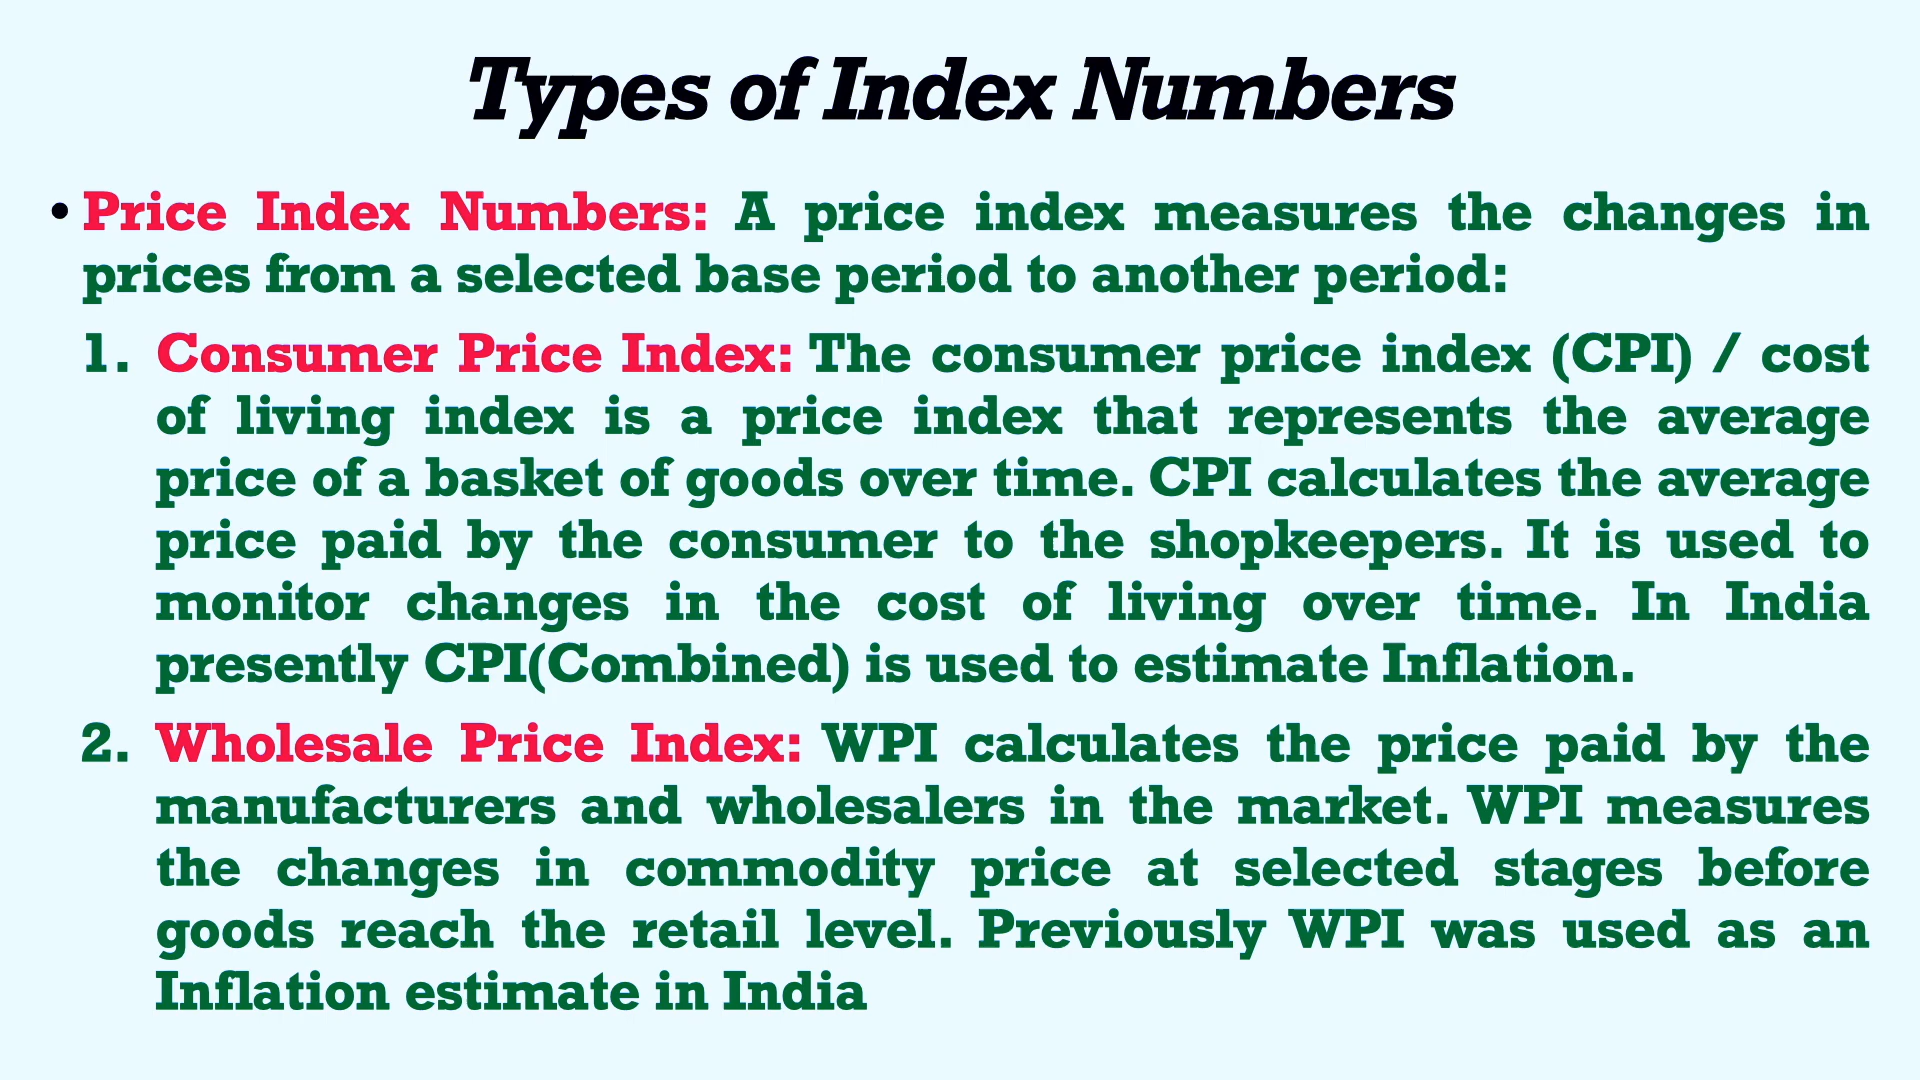 Types of Index Numbers
• Price Index Numbers: A price index measures the changes in
prices from a selected base period to another period:
1. Consumer Price Index: The consumer price index (CPI) / cost
of living index is a price index that represents the average
price of a basket of goods over time. CPI calculates the average
price paid by the consumer to the shopkeepers. It is used to
monitor changes in the cost of living over time. In India
presently CPI(Combined) is used to estimate Inflation.
2. Wholesale Price Index: WPI calculates the price paid by the
manufacturers and wholesalers in the market. WPI measures
the changes in commodity price at selected stages before
goods reach the retail level. Previously WPI was used as an
Inflation estimate in India